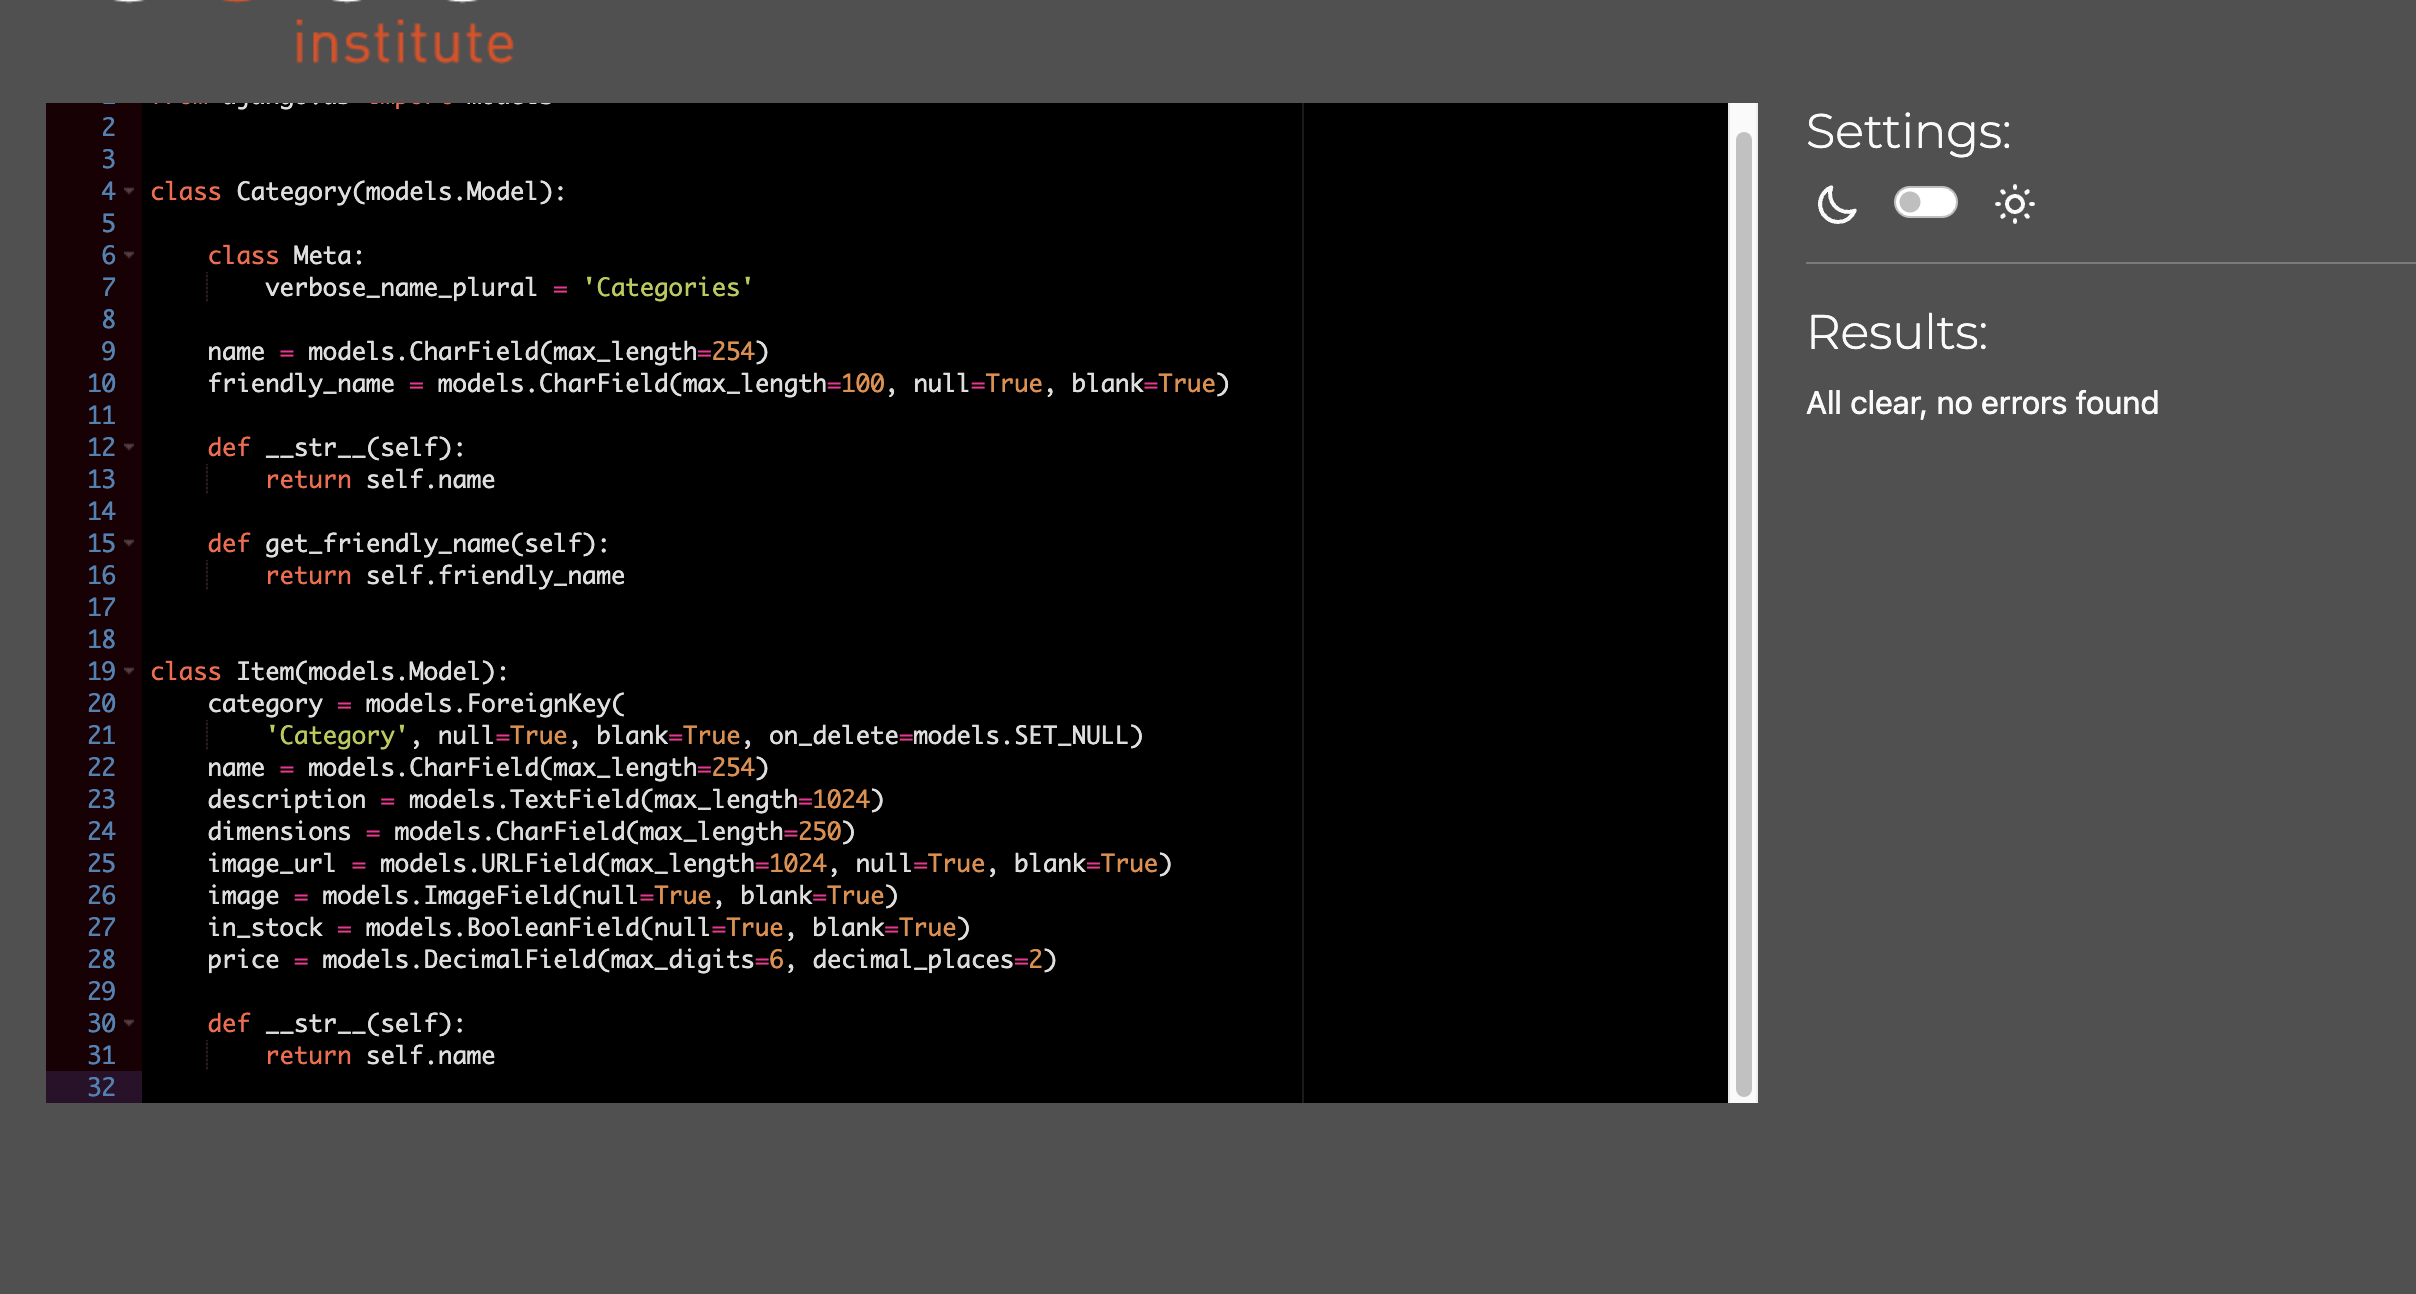 institute
2
3
4 class Category(models.Model):
5
6     class Meta:
7         verbose_name_plural = 'Categories'
8
9     name = models.CharField(max_length=254)
10     friendly_name = models.CharField(max_length=100, null=True, blank=True)
11
12     def __str__(self):
13         return self.name
14
15     def get_friendly_name(self):
16         return self.friendly_name
17
18
19 class Item(models.Model):
20     category = models.ForeignKey(
21         'Category', null=True, blank=True, on_delete=models.SET_NULL)
22     name = models.CharField(max_length=254)
23     description = models.TextField(max_length=1024)
24     dimensions = models.CharField(max_length=250)
25     image_url = models.URLField(max_length=1024, null=True, blank=True)
26     image = models.ImageField(null=True, blank=True)
27     in_stock = models.BooleanField(null=True, blank=True)
28     price = models.DecimalField(max_digits=6, decimal_places=2)
29
30     def __str__(self):
31         return self.name
32
Settings:
Results:
All clear, no errors found